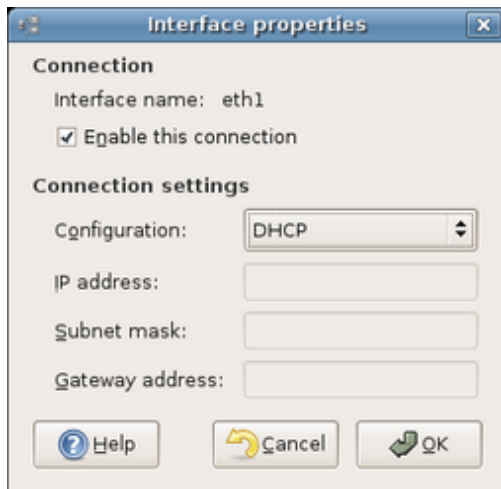 Interface properties
Connection
Interface name: eth1
Enable this connection
Connection settings
Configuration: DHCP
IP address:
Subnet mask:
Gateway address:
Help Cancel OK